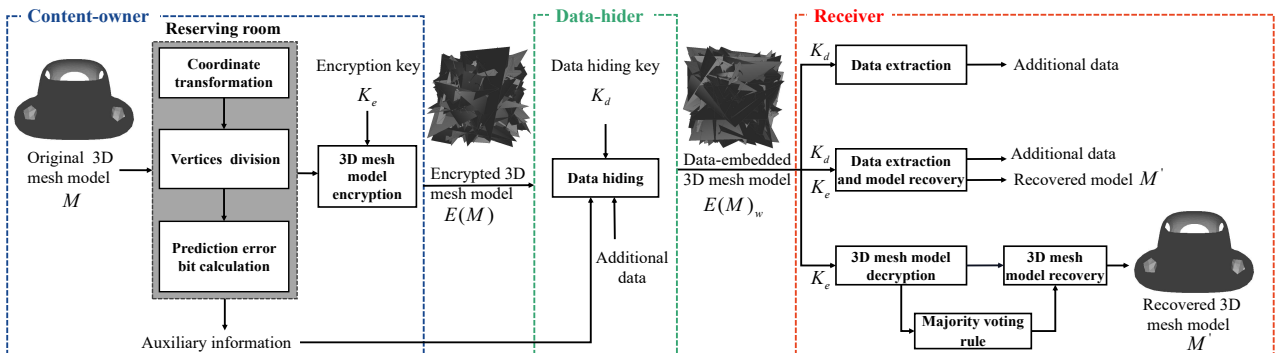 Content-owner
Reserving room
Coordinate
transformation
Vertices division
Prediction error
bit calculation
Original 3D
mesh model
M
Encryption key
K_e
3D mesh
model
encryption
Auxiliary information
Encrypted 3D
mesh model
E(M)
Data-hider
Data hiding key
K_d
Data hiding
Additional
data
Data-embedded
3D mesh model
E(M)_w
Receiver
K_d
Data extraction
Additional data
K_d
K_e
Data extraction
and model recovery
Additional data
Recovered model M'
K_e
3D mesh model
decryption
3D mesh
model recovery
Majority voting
rule
Recovered 3D
mesh model
M'